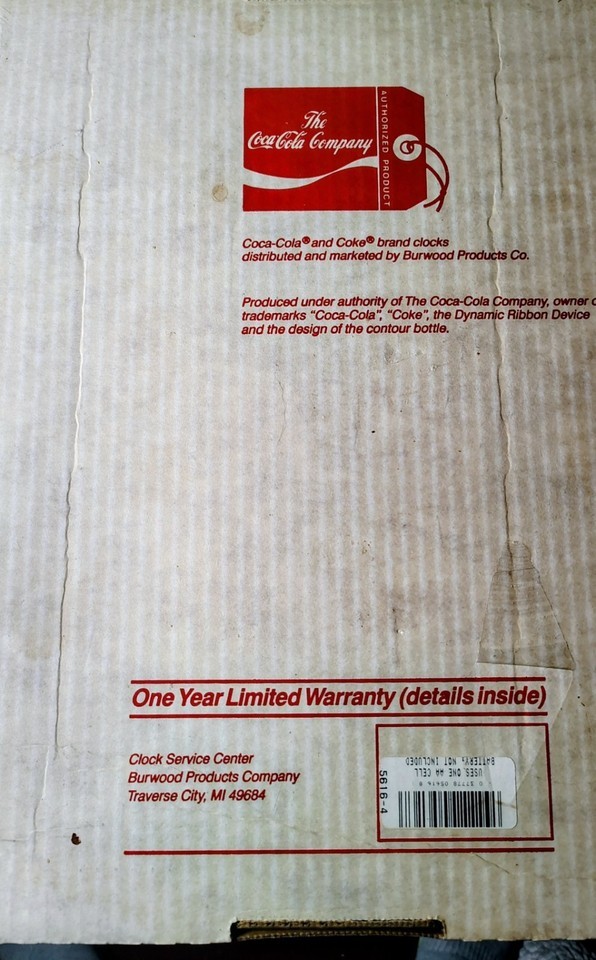 The
Coca-Cola Company
AUTHORIZED PRODUCT
Coca-Cola® and Coke® brand clocks
distributed and marketed by Burwood Products Co.
Produced under authority of The Coca-Cola Company, owner o
trademarks "Coca-Cola", "Coke", the Dynamic Ribbon Device
and the design of the contour bottle.
One Year Limited Warranty (details inside)
Clock Service Center
Burwood Products Company
Traverse City, MI 49684
5616-4
USES ONE AA CELL
BATTERY, NOT INCLUDED